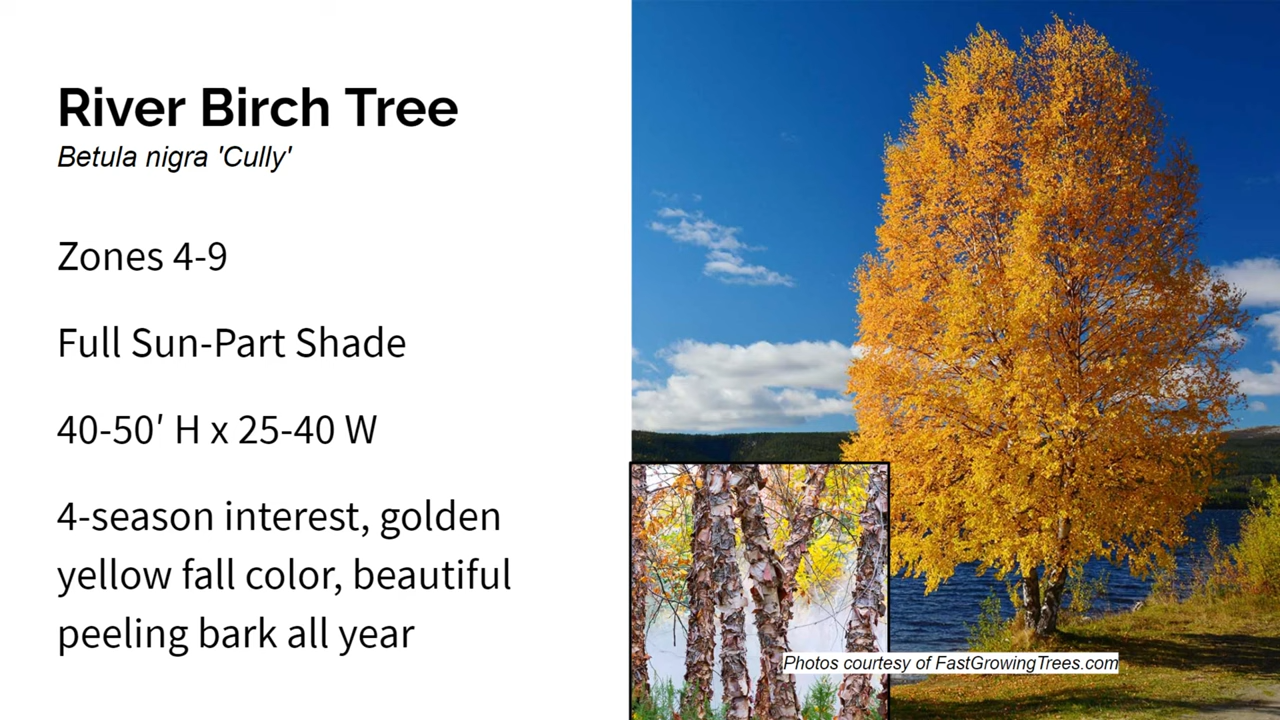 River Birch Tree
Betula nigra 'Cully'
Zones 4-9
Full Sun-Part Shade
40-50′ H x 25-40 W
4-season interest, golden
yellow fall color, beautiful
peeling bark all year
Photos courtesy of FastGrowingTrees.com